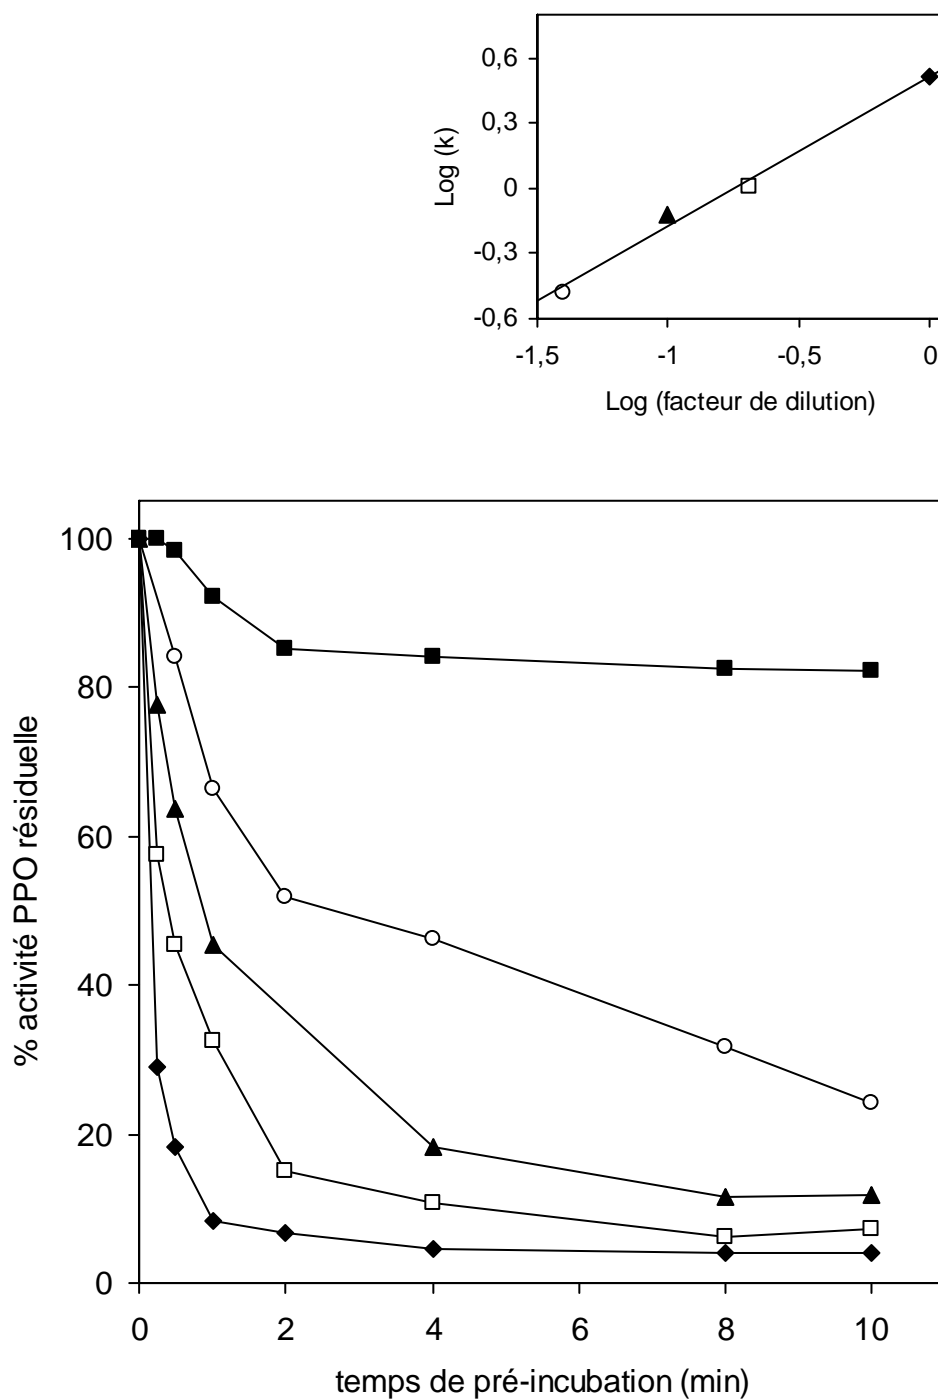 0,6
0,3
0
-0,3
-0,6
Log (k)
-1,5 -1 -0,5 0
Log (facteur de dilution)
100
80
60
40
20
0
% activité PPO résiduelle
0 2 4 6 8 10
temps de pré-incubation (min)